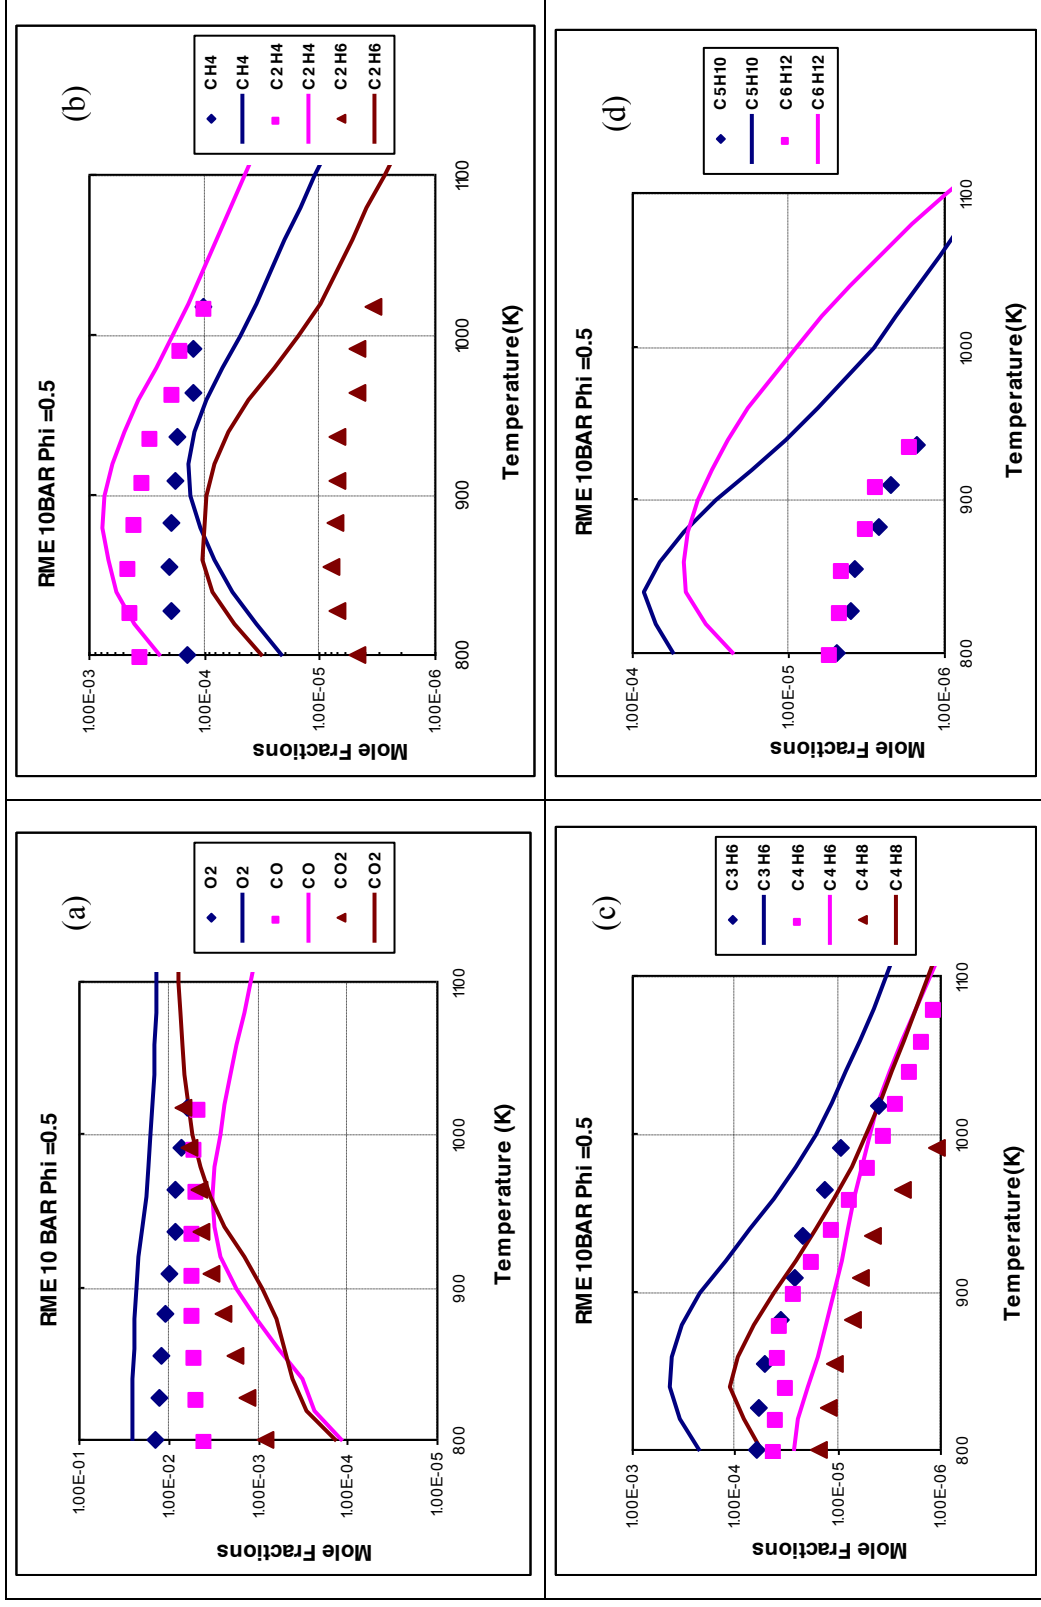 (a)
RME 10 BAR Phi =0.5
Mole Fractions
1.00E-01
1.00E-02
1.00E-03
1.00E-04
1.00E-05
800
900
1000
1100
Temperature (K)
O2
O2
CO
CO
CO2
CO2
(b)
RME 10BAR Phi =0.5
Mole Fractions
1.00E-03
1.00E-04
1.00E-05
1.00E-06
800
900
1000
1100
Temperature(K)
CH4
CH4
C2H4
C2H4
C2H6
C2H6
(c)
RME 10BAR Phi =0.5
Mole Fractions
1.00E-03
1.00E-04
1.00E-05
1.00E-06
800
900
1000
1100
Temperature(K)
C3H6
C3H6
C4H6
C4H6
C4H8
C4H8
(d)
RME 10BAR Phi =0.5
Mole Fractions
1.00E-04
1.00E-05
1.00E-06
800
900
1000
1100
Temperature(K)
C5H10
C5H10
C6H12
C6H12